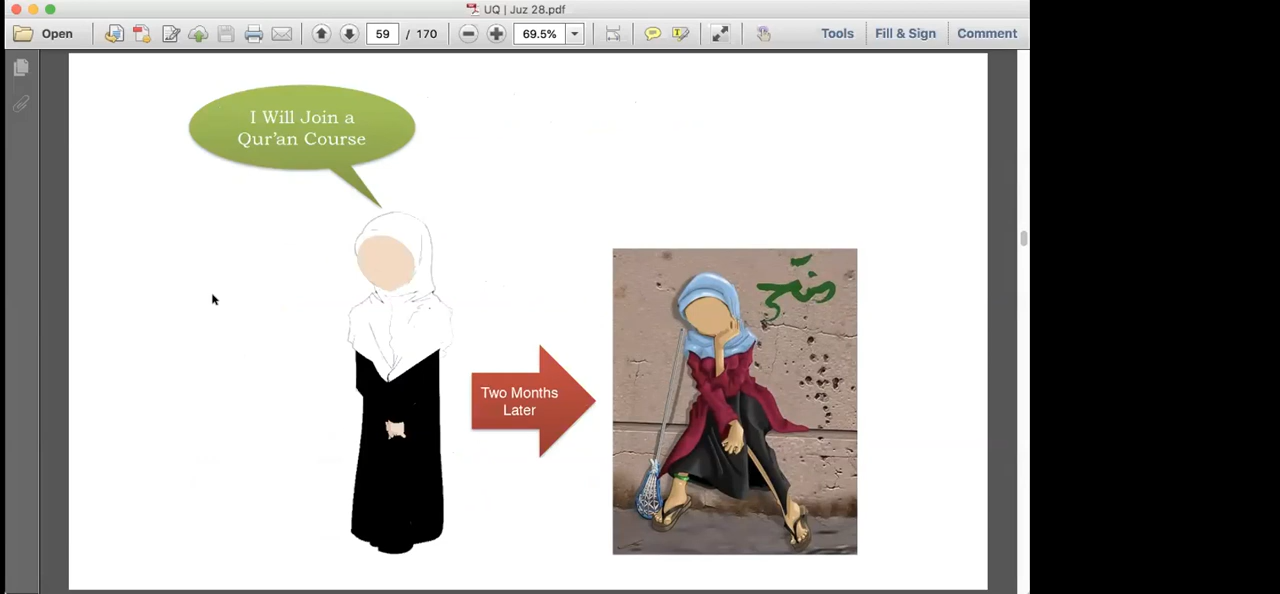 UQ | Juz 28.pdf
Open
59 / 170
69.5%
Tools
Fill & Sign
Comment
I Will Join a
Qur'an Course
Two Months
Later